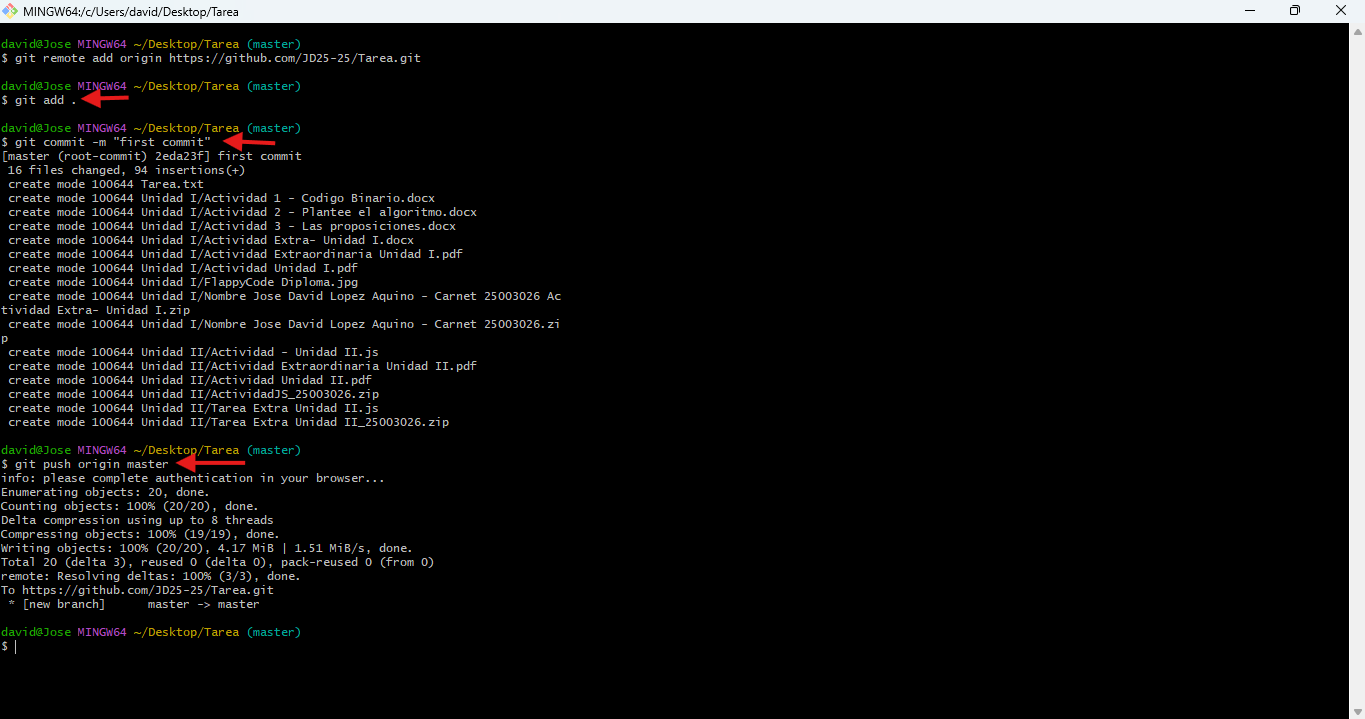 MINGW64:/c/Users/david/Desktop/Tarea
david@Jose MINGW64 ~/Desktop/Tarea (master)
$ git remote add origin https://github.com/JD25-25/Tarea.git
david@Jose MINGW64 ~/Desktop/Tarea (master)
$ git add .
david@Jose MINGW64 ~/Desktop/Tarea (master)
$ git commit -m "first commit"
[master (root-commit) 2eda23f] first commit
 16 files changed, 94 insertions(+)
 create mode 100644 Tarea.txt
 create mode 100644 Unidad I/Actividad 1 - Codigo Binario.docx
 create mode 100644 Unidad I/Actividad 2 - Plantee el algoritmo.docx
 create mode 100644 Unidad I/Actividad 3 - Las proposiciones.docx
 create mode 100644 Unidad I/Actividad Extra- Unidad I.docx
 create mode 100644 Unidad I/Actividad Extraordinaria Unidad I.pdf
 create mode 100644 Unidad I/Actividad Unidad I.pdf
 create mode 100644 Unidad I/FlappyCode Diploma.jpg
 create mode 100644 Unidad I/Nombre Jose David Lopez Aquino - Carnet 25003026 Ac
tividad Extra- Unidad I.zip
 create mode 100644 Unidad I/Nombre Jose David Lopez Aquino - Carnet 25003026.zi
p
 create mode 100644 Unidad II/Actividad - Unidad II.js
 create mode 100644 Unidad II/Actividad Extraordinaria Unidad II.pdf
 create mode 100644 Unidad II/Actividad Unidad II.pdf
 create mode 100644 Unidad II/ActividadJS_25003026.zip
 create mode 100644 Unidad II/Tarea Extra Unidad II.js
 create mode 100644 Unidad II/Tarea Extra Unidad II_25003026.zip
david@Jose MINGW64 ~/Desktop/Tarea (master)
$ git push origin master
info: please complete authentication in your browser...
Enumerating objects: 20, done.
Counting objects: 100% (20/20), done.
Delta compression using up to 8 threads
Compressing objects: 100% (19/19), done.
Writing objects: 100% (20/20), 4.17 MiB | 1.51 MiB/s, done.
Total 20 (delta 3), reused 0 (delta 0), pack-reused 0 (from 0)
remote: Resolving deltas: 100% (3/3), done.
To https://github.com/JD25-25/Tarea.git
 * [new branch]      master -> master
david@Jose MINGW64 ~/Desktop/Tarea (master)
$